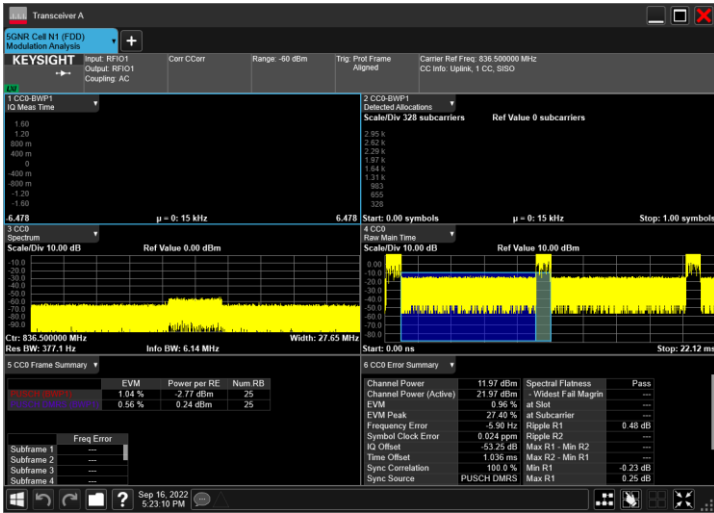 Transceiver A
5GNR Cell N1 (FDD)
Modulation Analysis
KEYSIGHT
Input: RFIO1
Output: RFIO1
Coupling: AC
Corr CCorr
Range: -60 dBm
Trig: Prot Frame
Aligned
Carrier Ref Freq: 836.500000 MHz
CC Info: Uplink, 1 CC, SISO
1 CC0-BWP1
IQ Meas Time
1.60
1.20
800 m
400 m
0
-400 m
-800 m
-1.20
-1.60
-6.478
µ = 0: 15 kHz
6.478
2 CC0-BWP1
Detected Allocations
Scale/Div 328 subcarriers
Ref Value 0 subcarriers
2.95 k
2.62 k
2.29 k
1.97 k
1.64 k
1.31 k
983
655
328
Start: 0.00 symbols
µ = 0: 15 kHz
Stop: 1.00 symbols
3 CC0
Spectrum
Scale/Div 10.00 dB
Ref Value 0.00 dBm
-10.0
-20.0
-30.0
-40.0
-50.0
-60.0
-70.0
-80.0
-90.0
Ctr: 836.500000 MHz
Width: 27.65 MHz
Res BW: 377.1 Hz
Info BW: 6.14 MHz
4 CC0
Raw Main Time
Scale/Div 10.00 dB
Ref Value 10.00 dBm
0.00
-10.0
-20.0
-30.0
-40.0
-50.0
-60.0
-70.0
-80.0
Start: 0.00 ns
Stop: 22.12 ms
5 CC0 Frame Summary
EVM Power per RE Num.RB
1.04 % -2.77 dBm 25
0.56 % 0.24 dBm 25
Freq Error
Subframe 1 ---
Subframe 2 ---
Subframe 3 ---
Subframe 4 ---
6 CC0 Error Summary
Channel Power 11.97 dBm Spectral Flatness Pass
Channel Power (Active) 21.97 dBm - Widest Fail Magrin ---
EVM 0.96 % at Slot ---
EVM Peak 27.40 % at Subcarrier ---
Frequency Error -5.90 Hz Ripple R1 0.48 dB
Symbol Clock Error 0.024 ppm Ripple R2 ---
IQ Offset -53.25 dB Max R1 - Min R2 ---
Time Offset 1.036 ms Max R2 - Min R1 ---
Sync Correlation 100.0 % Min R1 -0.23 dB
Sync Source PUSCH DMRS Max R1 0.25 dB
Sep 16, 2022
5:23:10 PM